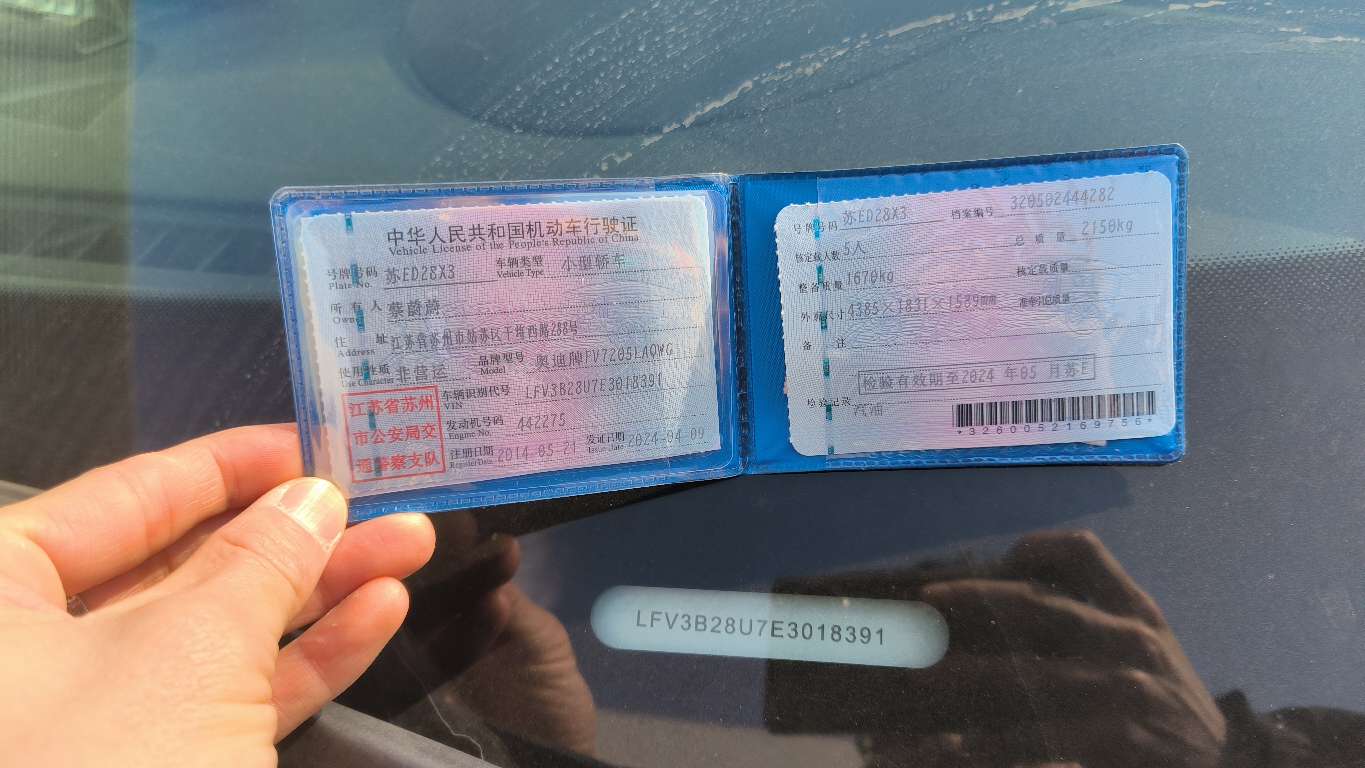 中华人民共和国机动车行驶证
Vehicle License of the People's Republic of China
号牌号码 苏ED28X3 车辆类型 小型轿车
Plate No. Vehicle Type
所有人 蔡蔚蔚
Owner
住址 江苏省苏州市姑苏区干将西路288号
Address
使用性质 非营运 品牌型号 奥迪牌FV7205LAQWG
Use Character Model
车辆识别代号 LFV3B28U7E3018391
VIN
发动机号码 442275
Engine No.
注册日期 2014-05-21 发证日期 2024-04-09
Register Date Issue Date
江苏省苏州
市公安局交
通警察支队
号牌号码 苏ED28X3 档案编号 320502444282
核定载人数 5人 总质量 2150kg
整备质量 1670kg 核定载质量
外廓尺寸 4385×1831×1589mm 准牵引总质量
备注
检验有效期至2024年05月苏E
检验记录
汽油
*3260052169756*
LFV3B28U7E3018391